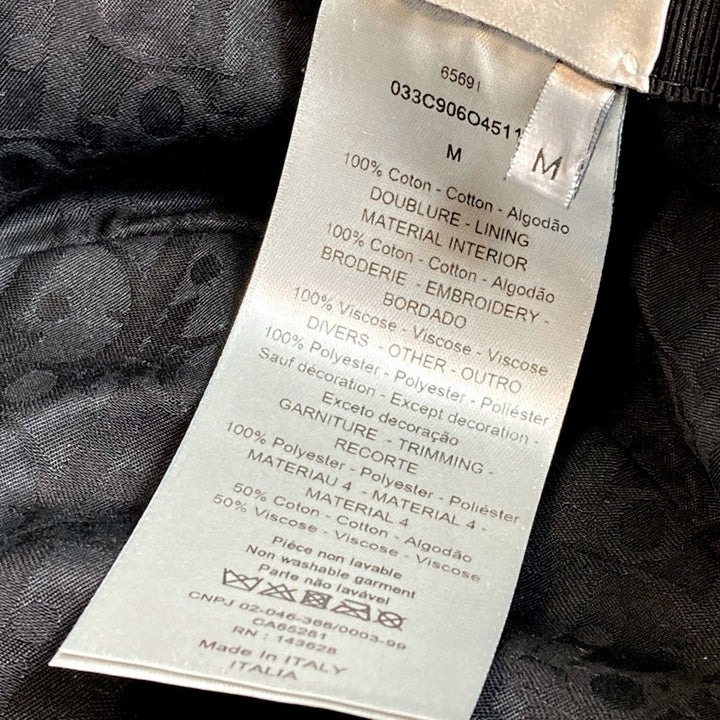 65691
033C906O4511
M
M
100% Coton - Cotton - Algodão
DOUBLURE - LINING
MATERIAL INTERIOR
100% Coton - Cotton - Algodão
BRODERIE - EMBROIDERY -
BORDADO
100% Viscose - Viscose - Viscose
DIVERS - OTHER - OUTRO
100% Polyester - Polyester - Poliéster
Sauf décoration - Except decoration -
Exceto decoração
GARNITURE - TRIMMING -
RECORTE
100% Polyester - Polyester - Poliéster
MATERIAU 4 - MATERIAL 4 -
MATERIAL 4
50% Coton - Cotton - Algodão
50% Viscose - Viscose - Viscose
Pièce non lavable
Non washable garment
Parte não lavável
CNPJ 02-046-366/0003-99
CA65281
RN : 143628
Made In ITALY
ITALIA